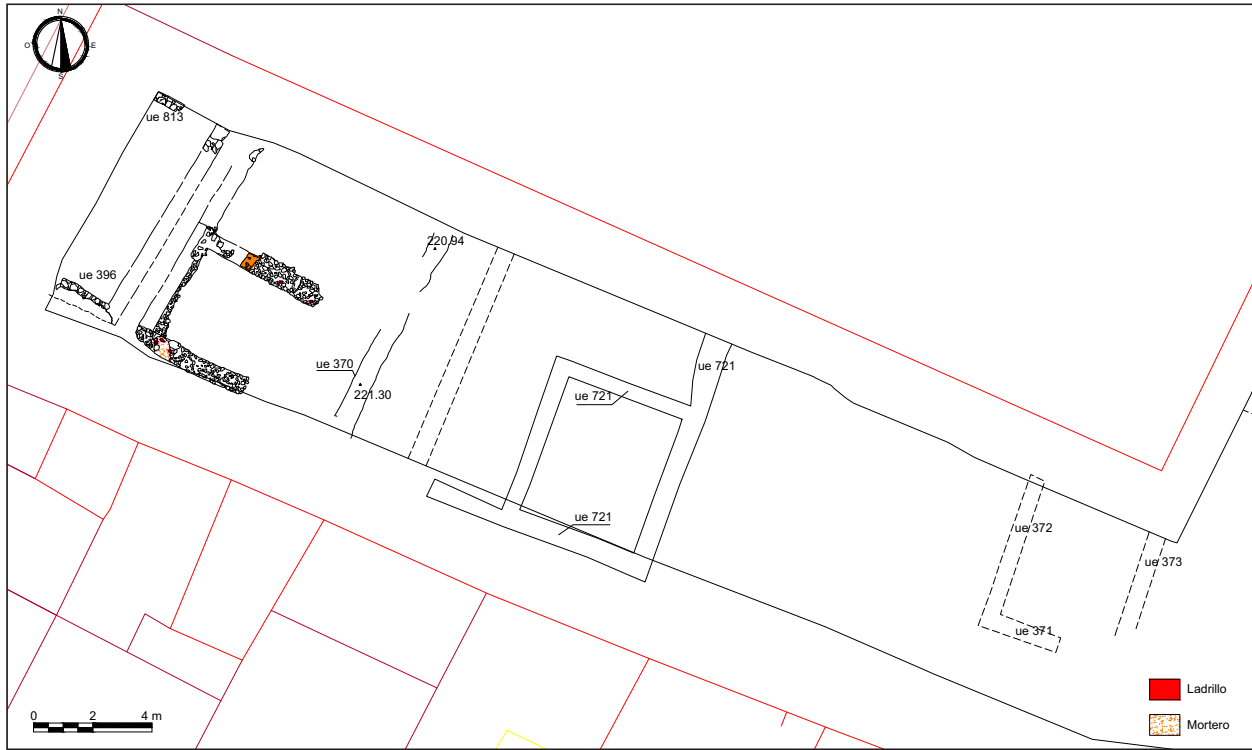 N
O E
S
ue 813
220.94
ue 396
ue 370
221.30
ue 721
ue 721
ue 721
ue 372
ue 373
ue 371
Ladrillo
0 2 4 m
Mortero